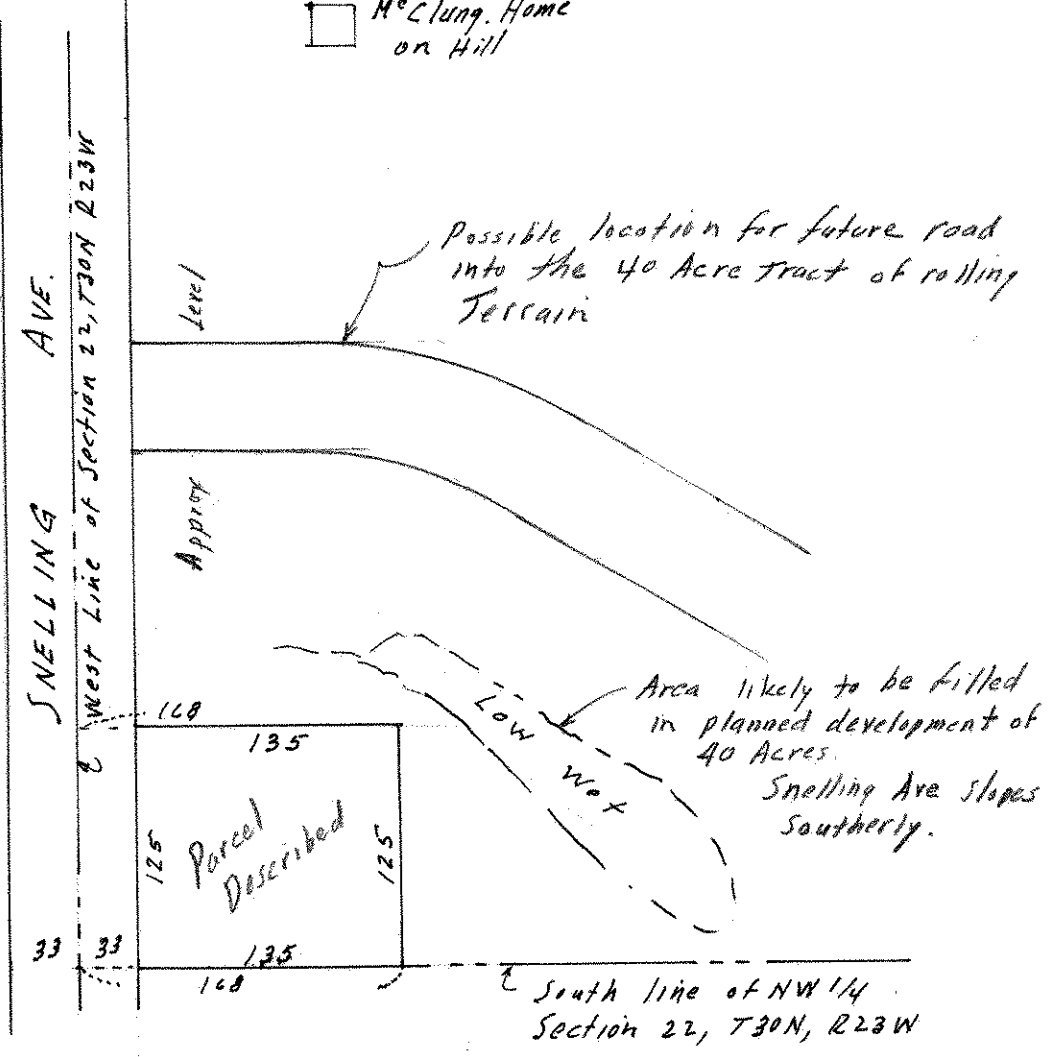 McClung. Home
on Hill
SNELLING AVE.
West Line of Section 22, T30N R23W
Level
Possible location for future road
into the 40 Acre Tract of rolling
Terrain
Approx
Low
Wet
Area likely to be filled
in planned development of
40 Acres.
Snelling Ave slopes
Southerly.
168
135
125
Parcel
Described
125
33
33
135
168
South line of NW 1/4
Section 22, T30N, R23W